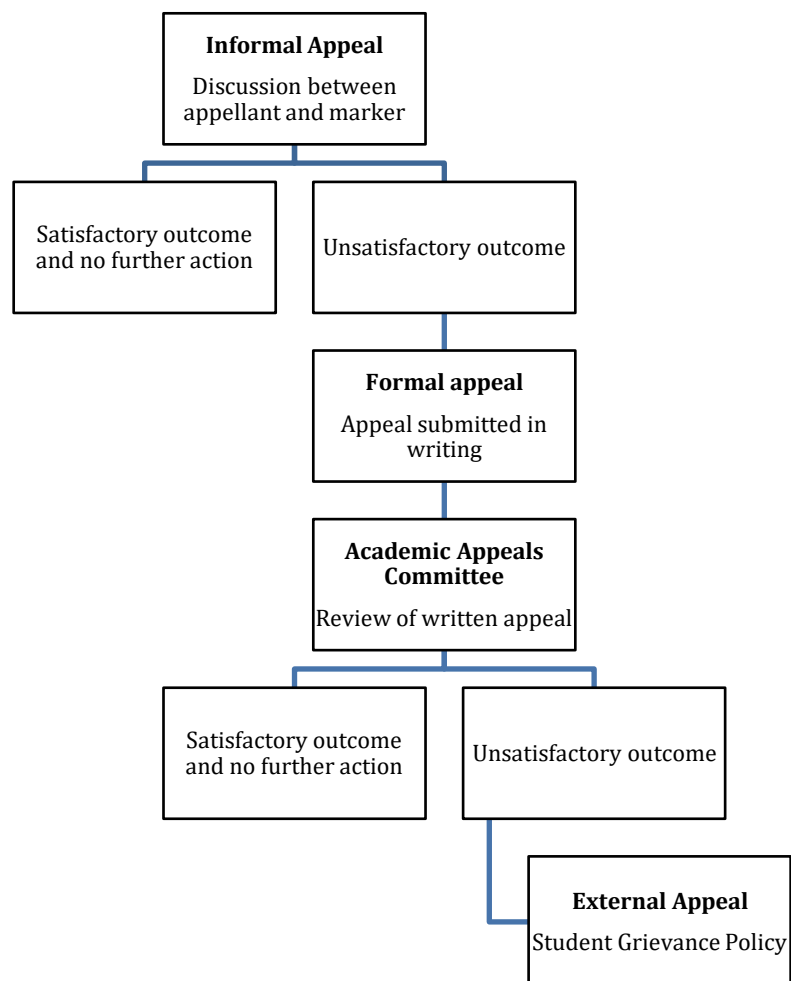 Informal Appeal
Discussion between
appellant and marker
Satisfactory outcome
and no further action
Unsatisfactory outcome
Formal appeal
Appeal submitted in
writing
Academic Appeals
Committee
Review of written appeal
Satisfactory outcome
and no further action
Unsatisfactory outcome
External Appeal
Student Grievance Policy